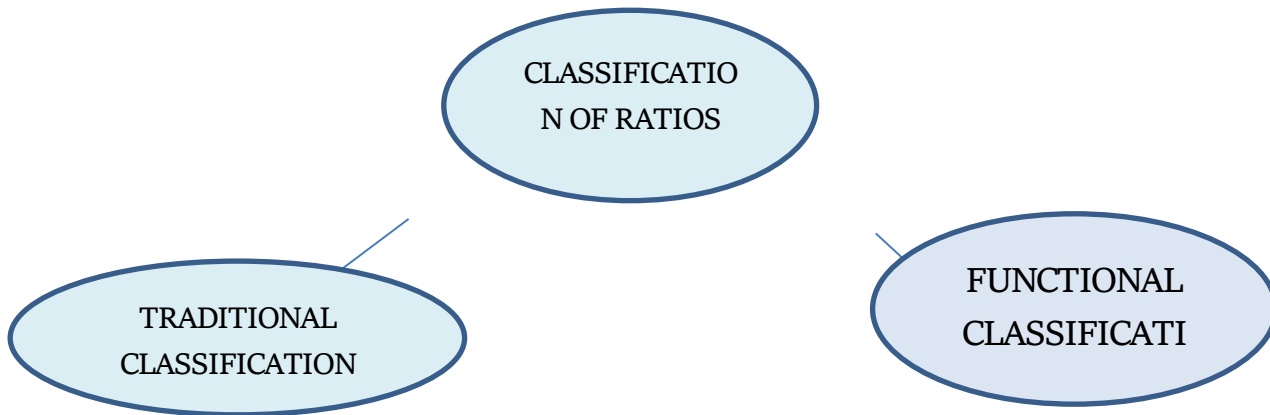 CLASSIFICATIO
N OF RATIOS
TRADITIONAL
CLASSIFICATION
FUNCTIONAL
CLASSIFICATI